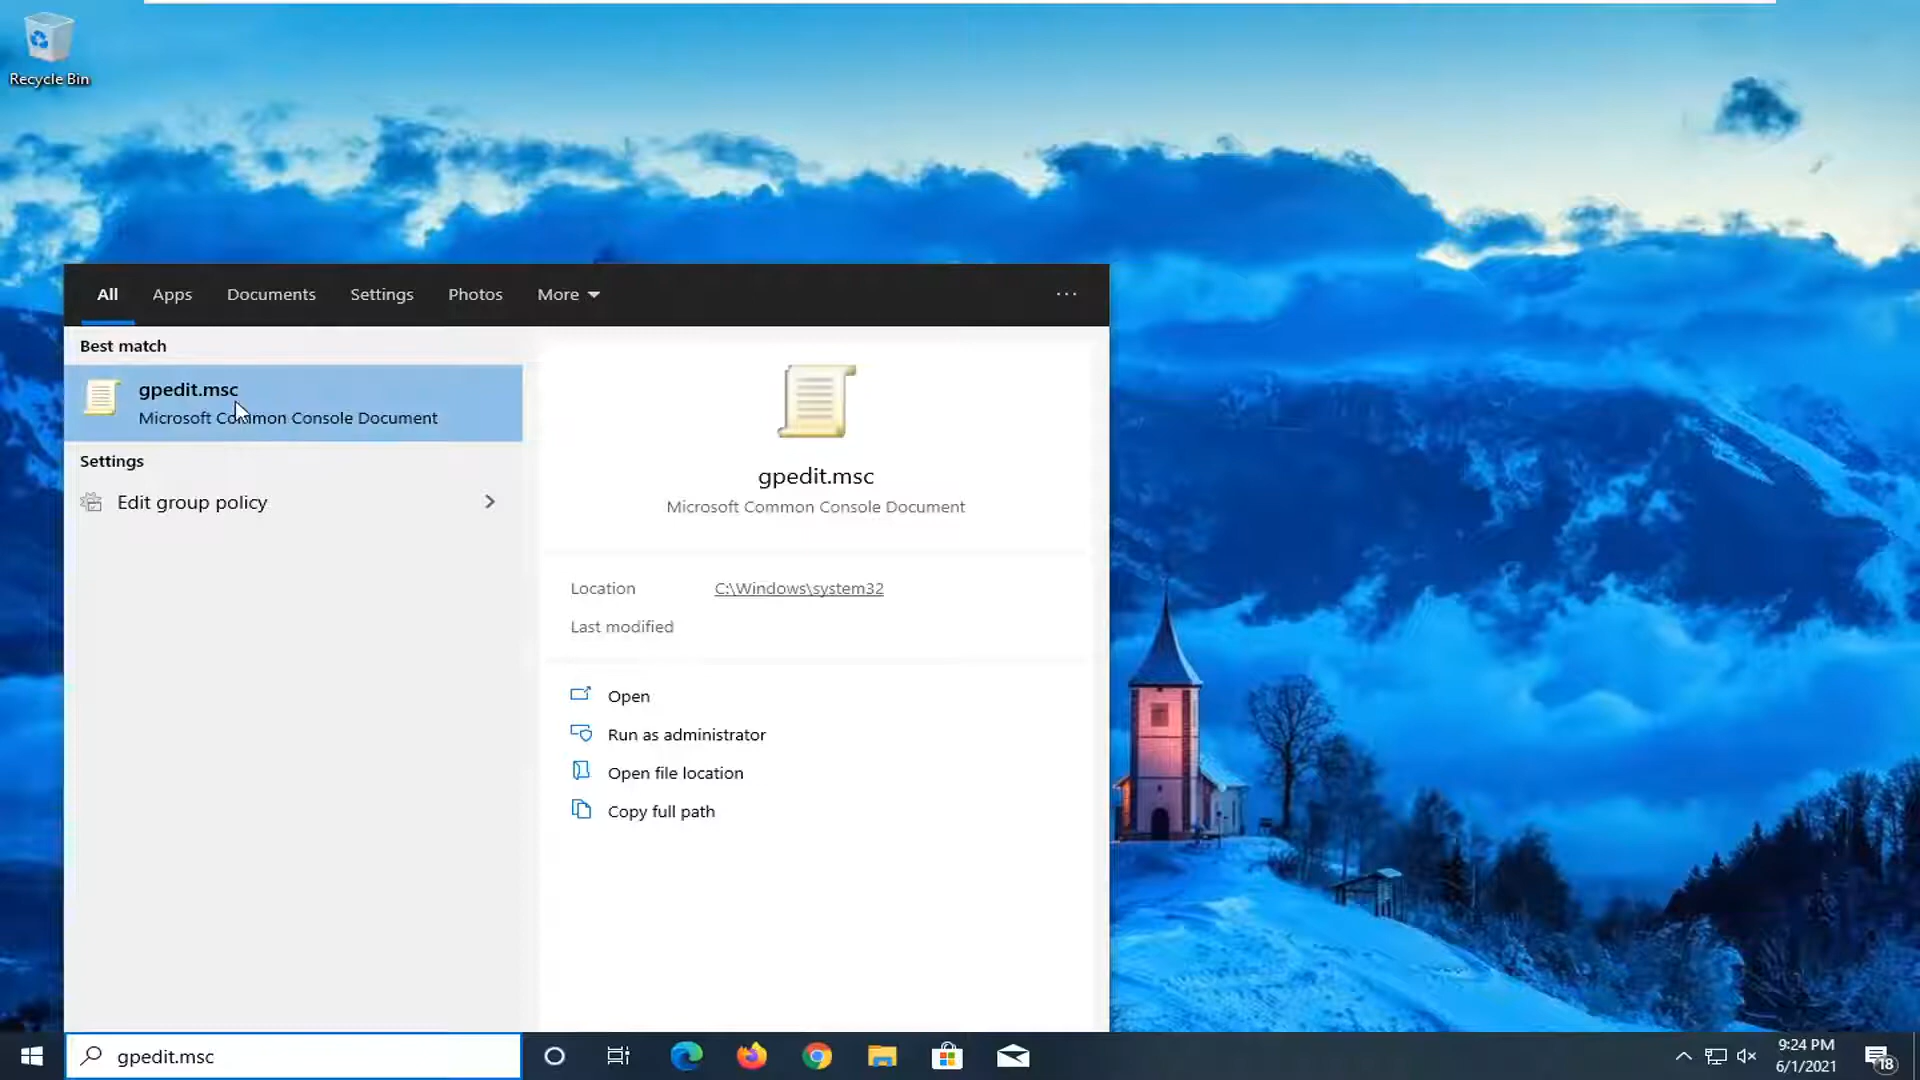 Recycle Bin
All Apps Documents Settings Photos More ...
Best match
gpedit.msc
Microsoft Common Console Document
Settings
Edit group policy
gpedit.msc
Microsoft Common Console Document
Location C:\Windows\system32
Last modified
Open
Run as administrator
Open file location
Copy full path
gpedit.msc
9:24 PM
6/1/2021
18